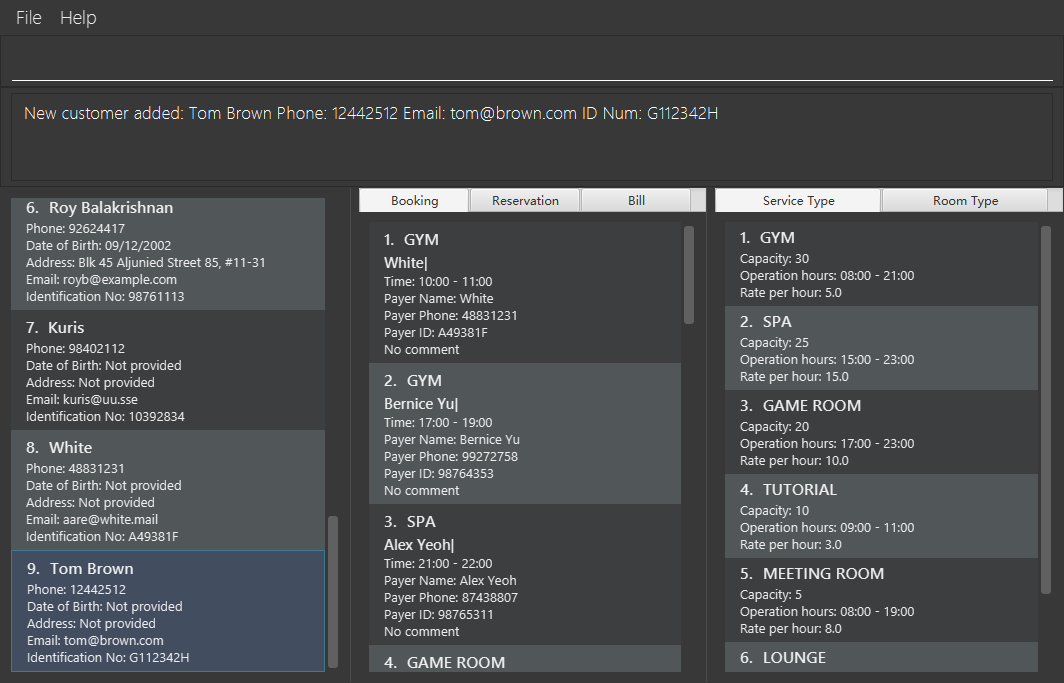 File Help
New customer added: Tom Brown Phone: 12442512 Email: tom@brown.com ID Num: G112342H
6. Roy Balakrishnan
Phone: 92624417
Date of Birth: 09/12/2002
Address: Blk 45 Aljunied Street 85, #11-31
Email: royb@example.com
Identification No: 98761113
7. Kuris
Phone: 98402112
Date of Birth: Not provided
Address: Not provided
Email: kuris@uu.sse
Identification No: 10392834
8. White
Phone: 48831231
Date of Birth: Not provided
Address: Not provided
Email: aare@white.mail
Identification No: A49381F
9. Tom Brown
Phone: 12442512
Date of Birth: Not provided
Address: Not provided
Email: tom@brown.com
Identification No: G112342H
Booking Reservation Bill
1. GYM
White|
Time: 10:00 - 11:00
Payer Name: White
Payer Phone: 48831231
Payer ID: A49381F
No comment
2. GYM
Bernice Yu|
Time: 17:00 - 19:00
Payer Name: Bernice Yu
Payer Phone: 99272758
Payer ID: 98764353
No comment
3. SPA
Alex Yeoh|
Time: 21:00 - 22:00
Payer Name: Alex Yeoh
Payer Phone: 87438807
Payer ID: 98765311
No comment
4. GAME ROOM
Service Type Room Type
1. GYM
Capacity: 30
Operation hours: 08:00 - 21:00
Rate per hour: 5.0
2. SPA
Capacity: 25
Operation hours: 15:00 - 23:00
Rate per hour: 15.0
3. GAME ROOM
Capacity: 20
Operation hours: 17:00 - 23:00
Rate per hour: 10.0
4. TUTORIAL
Capacity: 10
Operation hours: 09:00 - 11:00
Rate per hour: 3.0
5. MEETING ROOM
Capacity: 5
Operation hours: 08:00 - 19:00
Rate per hour: 8.0
6. LOUNGE